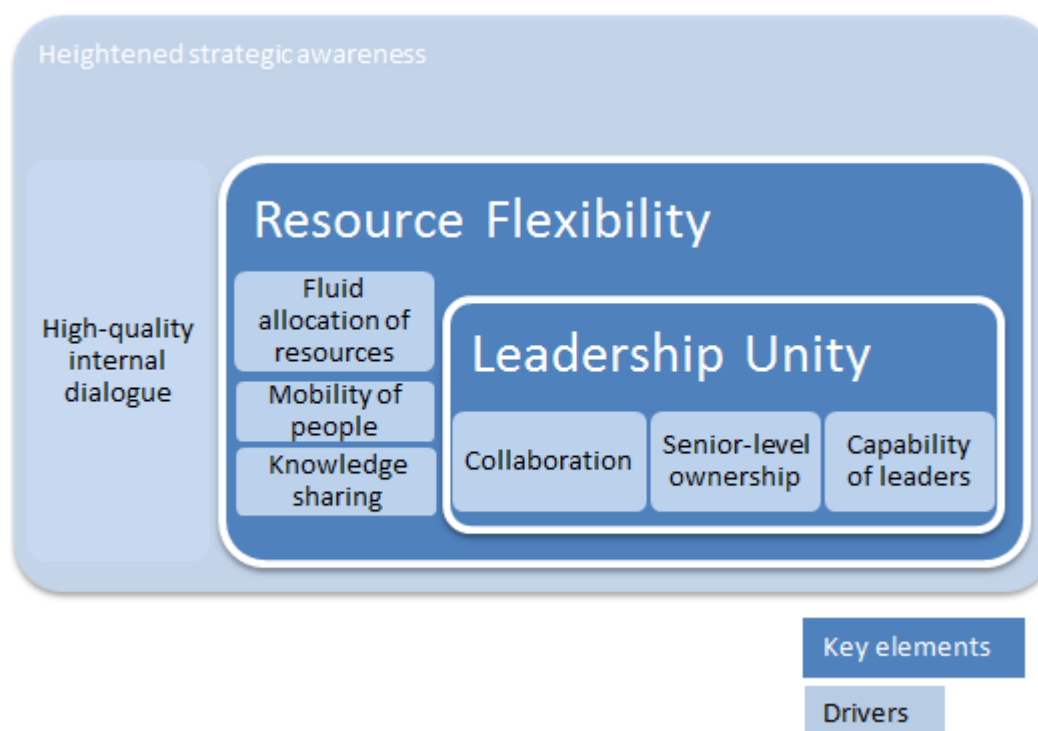 Heightened strategic awareness
High-quality
internal
dialogue
Resource Flexibility
Fluid
allocation of
resources
Mobility of
people
Knowledge
sharing
Leadership Unity
Collaboration
Senior-level
ownership
Capability
of leaders
Key elements
Drivers